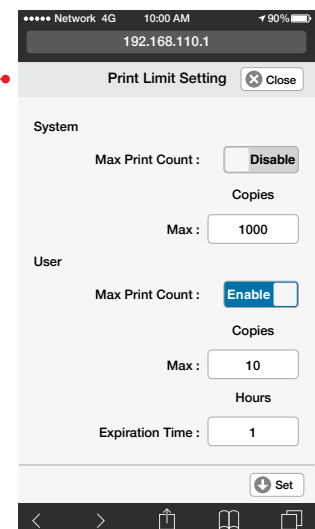 Network 4G 10:00 AM 90%
192.168.110.1
Print Limit Setting Close
System
Max Print Count : Disable
Copies
Max : 1000
User
Max Print Count : Enable
Copies
Max : 10
Hours
Expiration Time : 1
Set